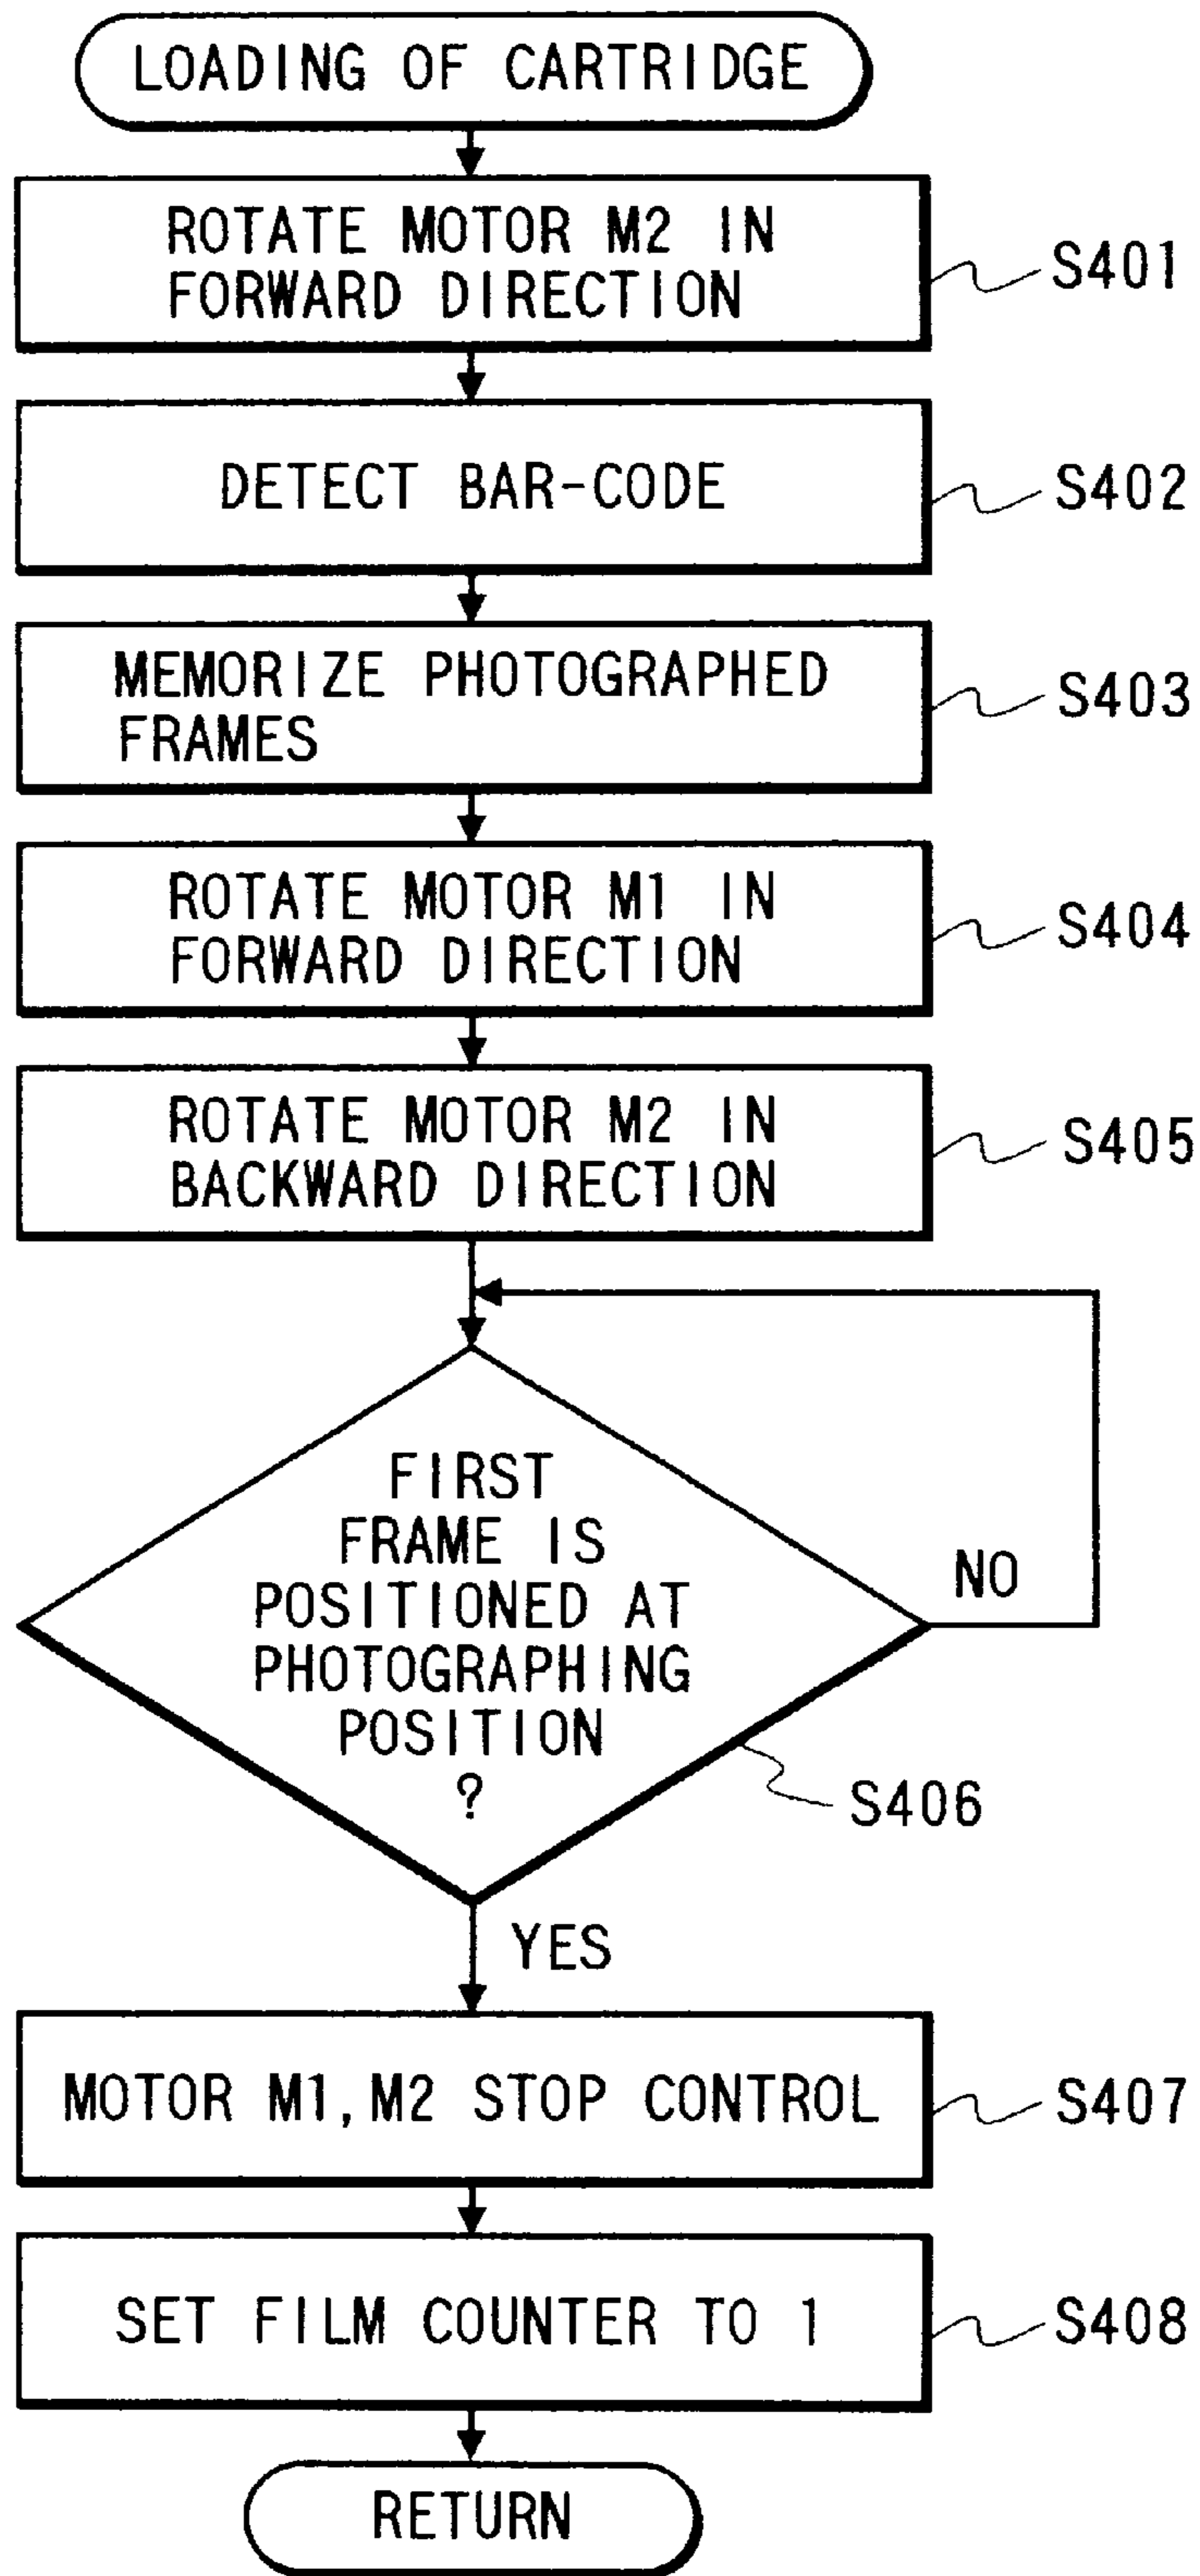 LOADING OF CARTRIDGE
ROTATE MOTOR M2 IN
FORWARD DIRECTION
S401
DETECT BAR-CODE
S402
MEMORIZE PHOTOGRAPHED
FRAMES
S403
ROTATE MOTOR M1 IN
FORWARD DIRECTION
S404
ROTATE MOTOR M2 IN
BACKWARD DIRECTION
S405
FIRST
FRAME IS
POSITIONED AT
PHOTOGRAPHING
POSITION
?
NO
S406
YES
MOTOR M1, M2 STOP CONTROL
S407
SET FILM COUNTER TO 1
S408
RETURN